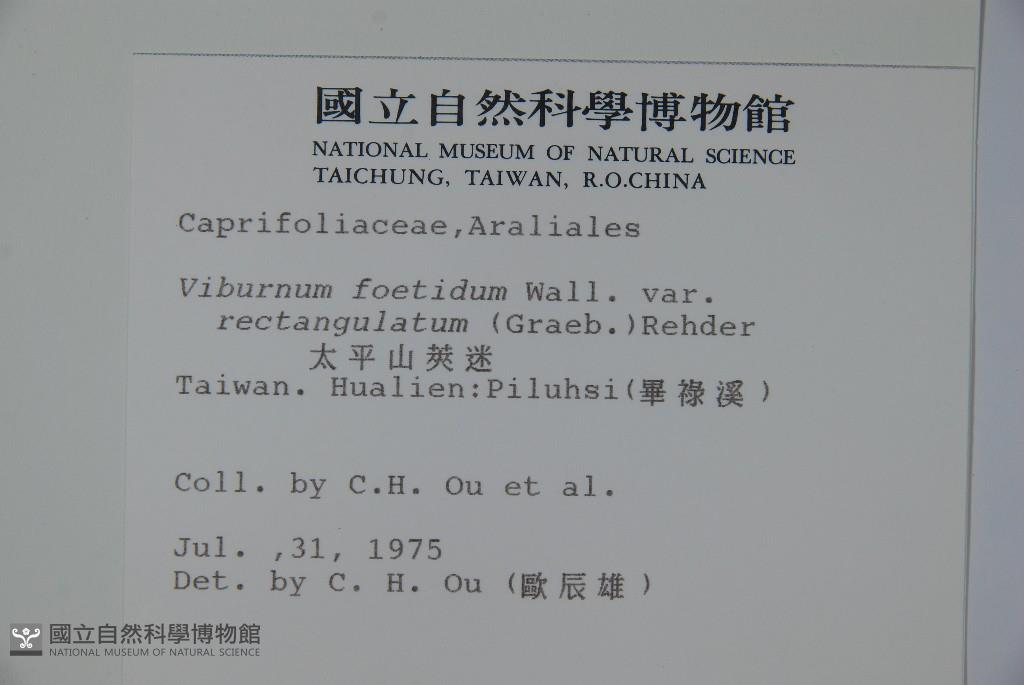 國立自然科學博物館
NATIONAL MUSEUM OF NATURAL SCIENCE
TAICHUNG, TAIWAN, R.O.CHINA
Caprifoliaceae,Araliales
Viburnum foetidum Wall. var.
rectangulatum (Graeb.)Rehder
太平山莢迷
Taiwan. Hualien:Piluhsi(畢祿溪)
Coll. by C.H. Ou et al.
Jul. ,31, 1975
Det. by C. H. Ou (歐辰雄)
國立自然科學博物館
NATIONAL MUSEUM OF NATURAL SCIENCE